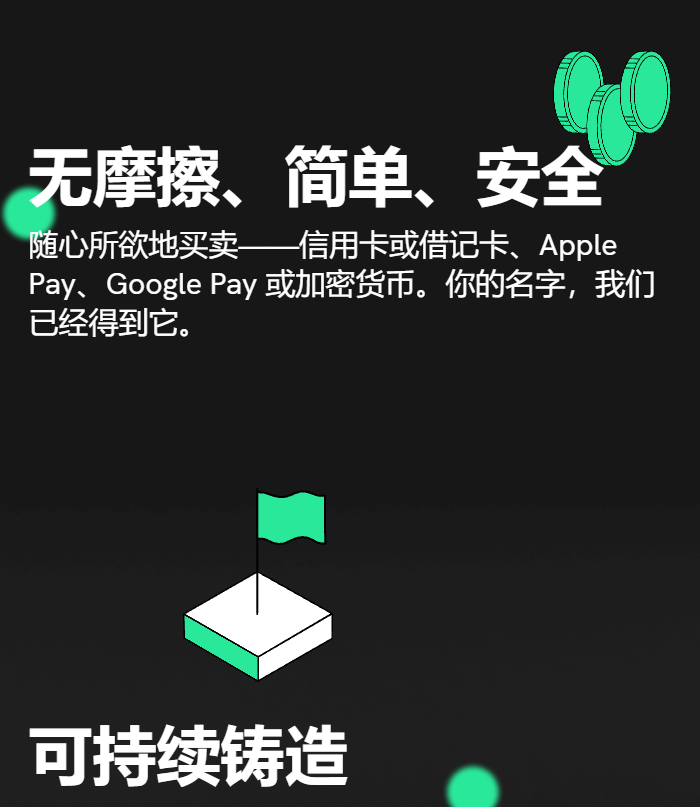 无摩擦、简单、安全
随心所欲地买卖——信用卡或借记卡、Apple
Pay、Google Pay 或加密货币。你的名字，我们
已经得到它。
可持续铸造